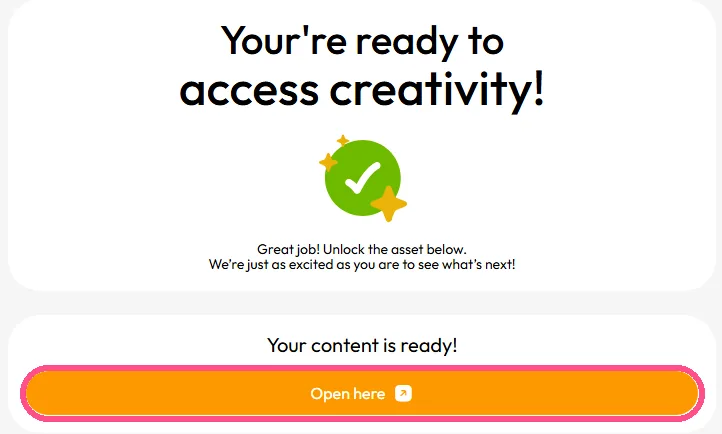 Your're ready to
access creativity!
Great job! Unlock the asset below.
We're just as excited as you are to see what's next!
Your content is ready!
Open here